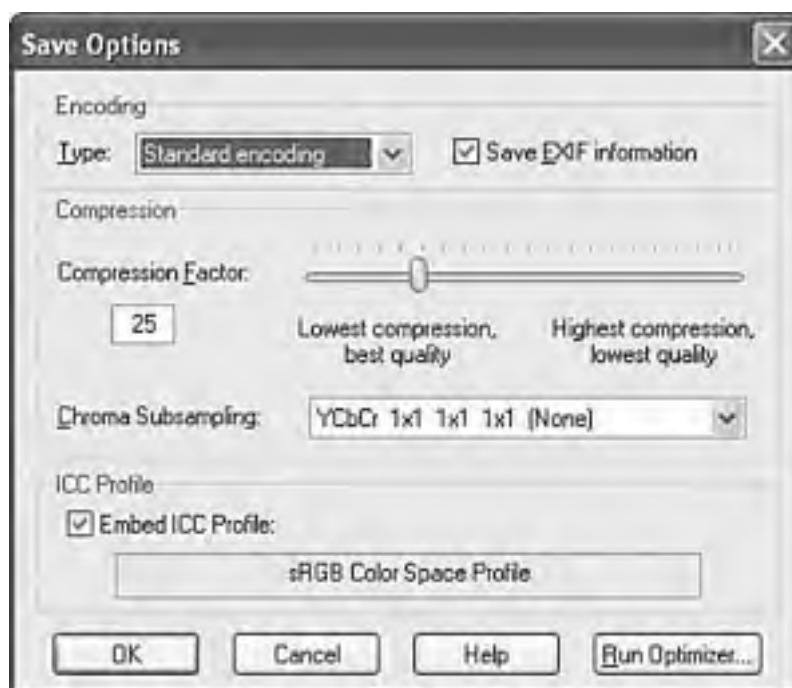 Save Options
Encoding
Type: Standard encoding Save EXIF information
Compression
Compression Factor:
25
Lowest compression, best quality
Highest compression, lowest quality
Chroma Subsampling: YCbCr 1x1 1x1 1x1 (None)
ICC Profile
Embed ICC Profile:
sRGB Color Space Profile
OK Cancel Help Run Optimizer...